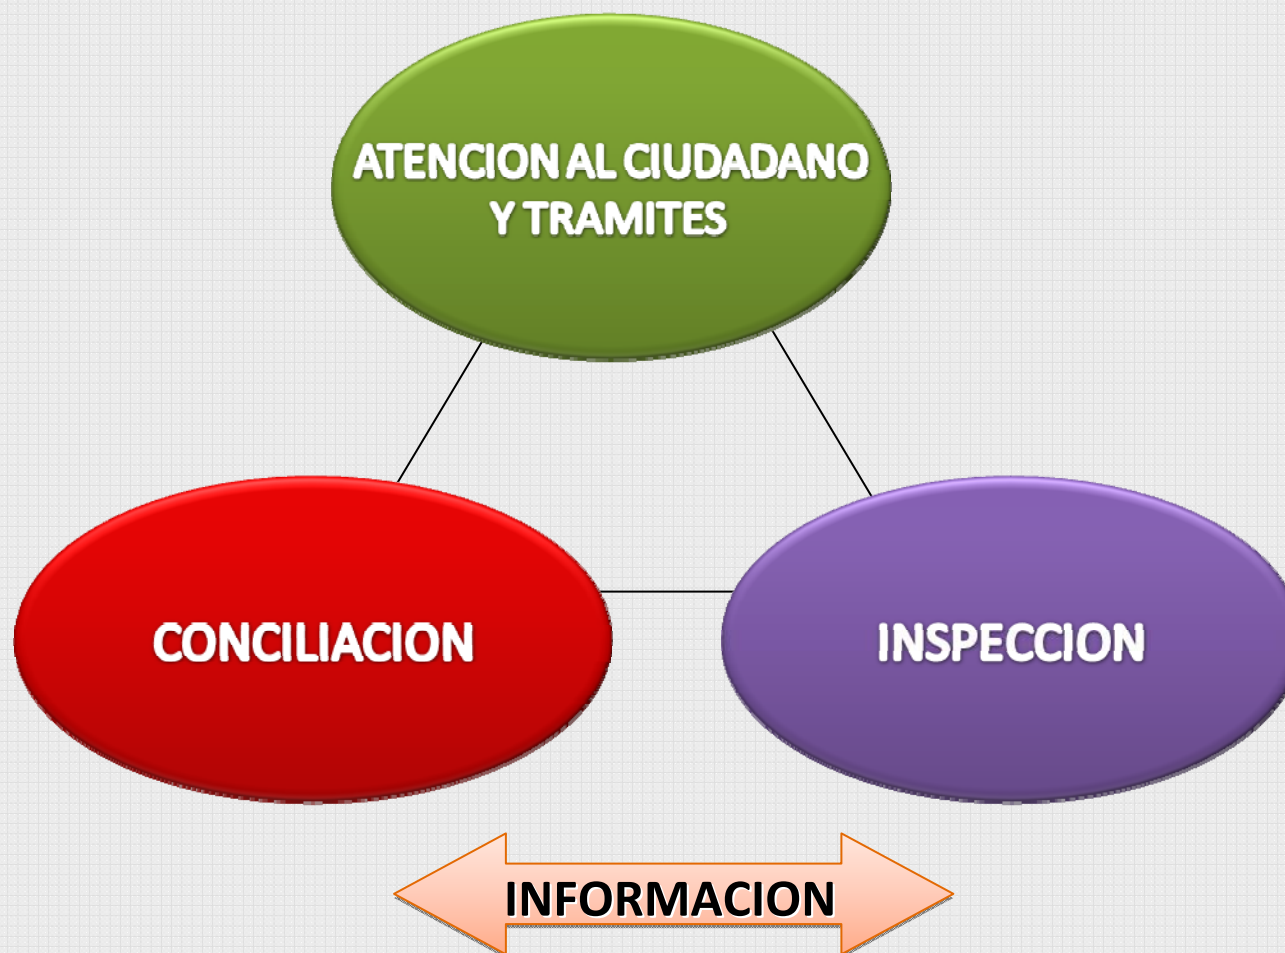 ATENCION AL CIUDADANO
Y TRAMITES
CONCILIACION
INSPECCION
INFORMACION